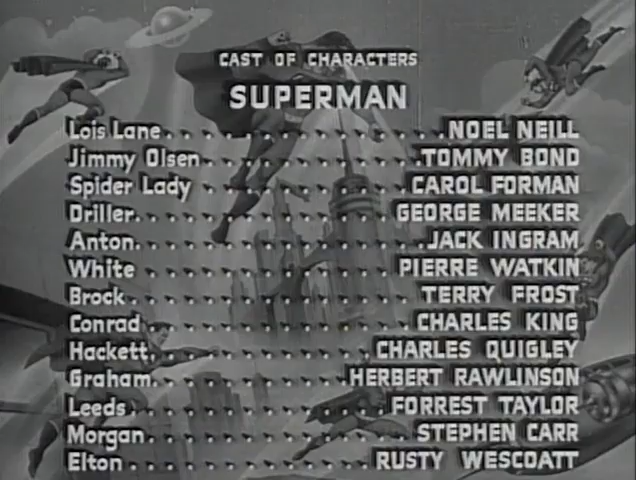 CAST OF CHARACTERS
SUPERMAN
Lois Lane. . . . . . . . . . . . . . . NOEL NEILL
Jimmy Olsen. . . . . . . . . . . . TOMMY BOND
Spider Lady . . . . . . . . . . . CAROL FORMAN
Driller. . . . . . . . . . . . . . GEORGE MEEKER
Anton. . . . . . . . . . . . . . . JACK INGRAM
White . . . . . . . . . . . . . PIERRE WATKIN
Brock. . . . . . . . . . . . . . . TERRY FROST
Conrad . . . . . . . . . . . . . CHARLES KING
Hackett. . . . . . . . . . . . CHARLES QUIGLEY
Graham. . . . . . . . . . . HERBERT RAWLINSON
Leeds. . . . . . . . . . . . . FORREST TAYLOR
Morgan. . . . . . . . . . . . . STEPHEN CARR
Elton . . . . . . . . . . . . . RUSTY WESCOATT